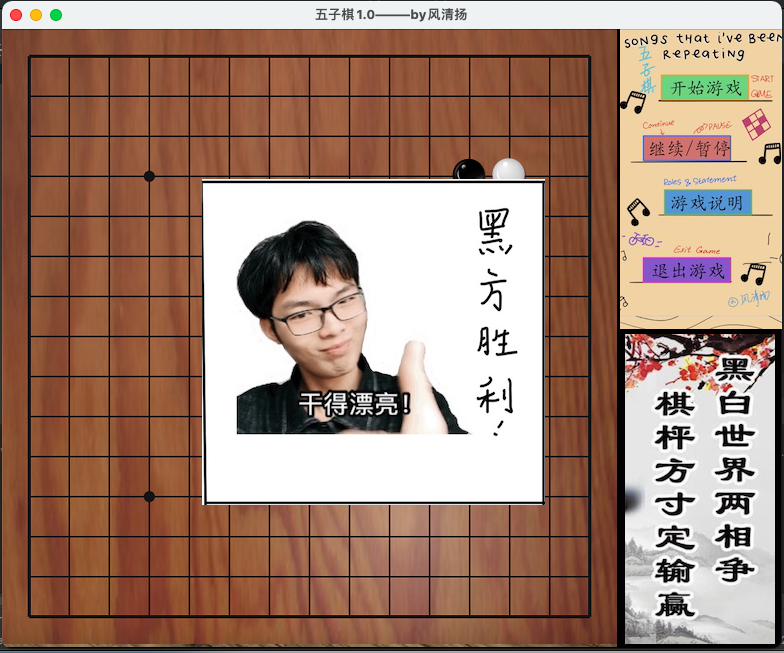 五子棋1.0———by风清扬
SONGS THAT I'VE BEEN
REPEATING
五子棋
开始游戏
START
GAME
Continue
PAUSE
继续/暂停
Rules & Statement
游戏说明
Exit Game
退出游戏
@风清扬
黑方胜利!
干得漂亮!
黑白世界两相争
棋枰方寸定输赢